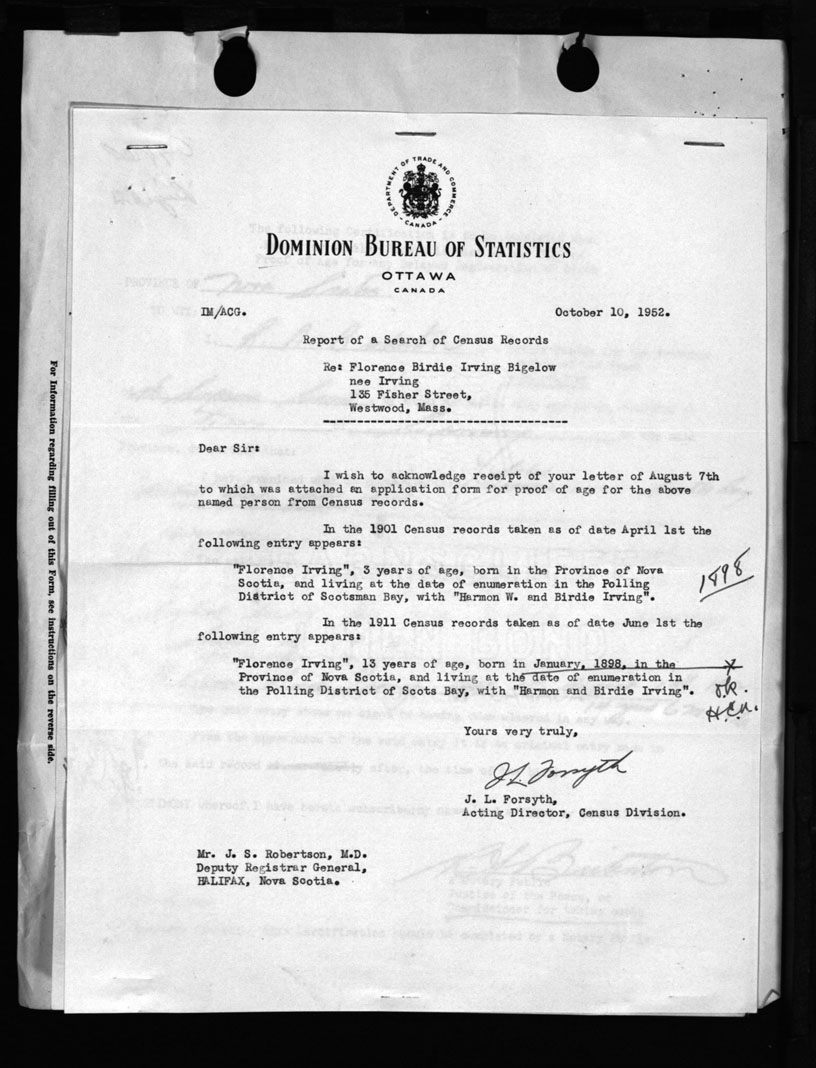 DEPARTMENT OF TRADE AND COMMERCE
CANADA
DOMINION BUREAU OF STATISTICS
OTTAWA
CANADA
IM/ACG. October 10, 1952.
Report of a Search of Census Records
Re: Florence Birdie Irving Bigelow
nee Irving
135 Fisher Street,
Westwood, Mass.
-----------------------------------
Dear Sir:
I wish to acknowledge receipt of your letter of August 7th
to which was attached an application form for proof of age for the above
named person from Census records.
In the 1901 Census records taken as of date April 1st the
following entry appears:
"Florence Irving", 3 years of age, born in the Province of Nova
Scotia, and living at the date of enumeration in the Polling
District of Scotsman Bay, with "Harmon W. and Birdie Irving".
1898
In the 1911 Census records taken as of date June 1st the
following entry appears:
"Florence Irving", 13 years of age, born in January, 1898, in the
Province of Nova Scotia, and living at the date of enumeration in
the Polling District of Scots Bay, with "Harmon and Birdie Irving".
X
o.k.
Yours very truly,
J L Forsyth
J. L. Forsyth,
Acting Director, Census Division.
Mr. J. S. Robertson, M.D.
Deputy Registrar General,
HALIFAX, Nova Scotia.
For Information regarding filling out of this Form, see instructions on the reverse side.